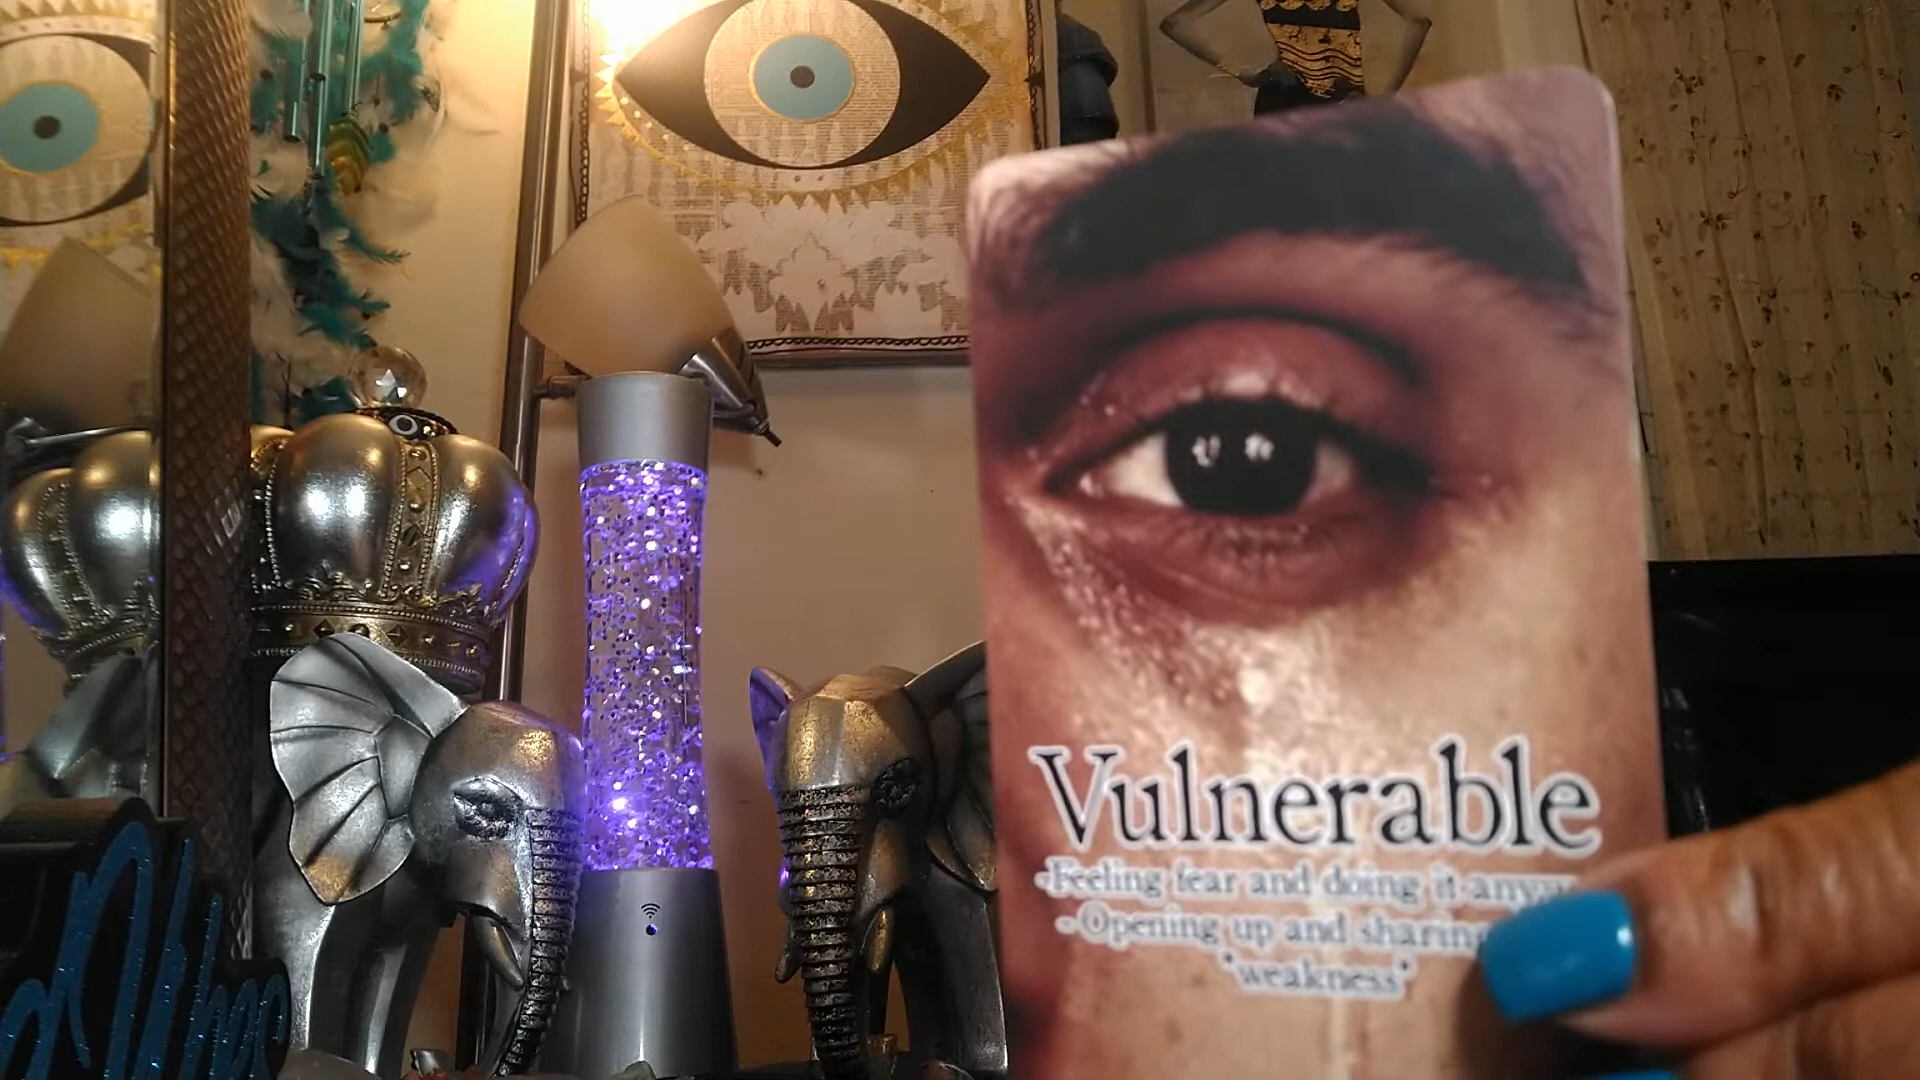 Vulnerable
-Feeling fear and doing it
-Opening up and sharing
"weakness"